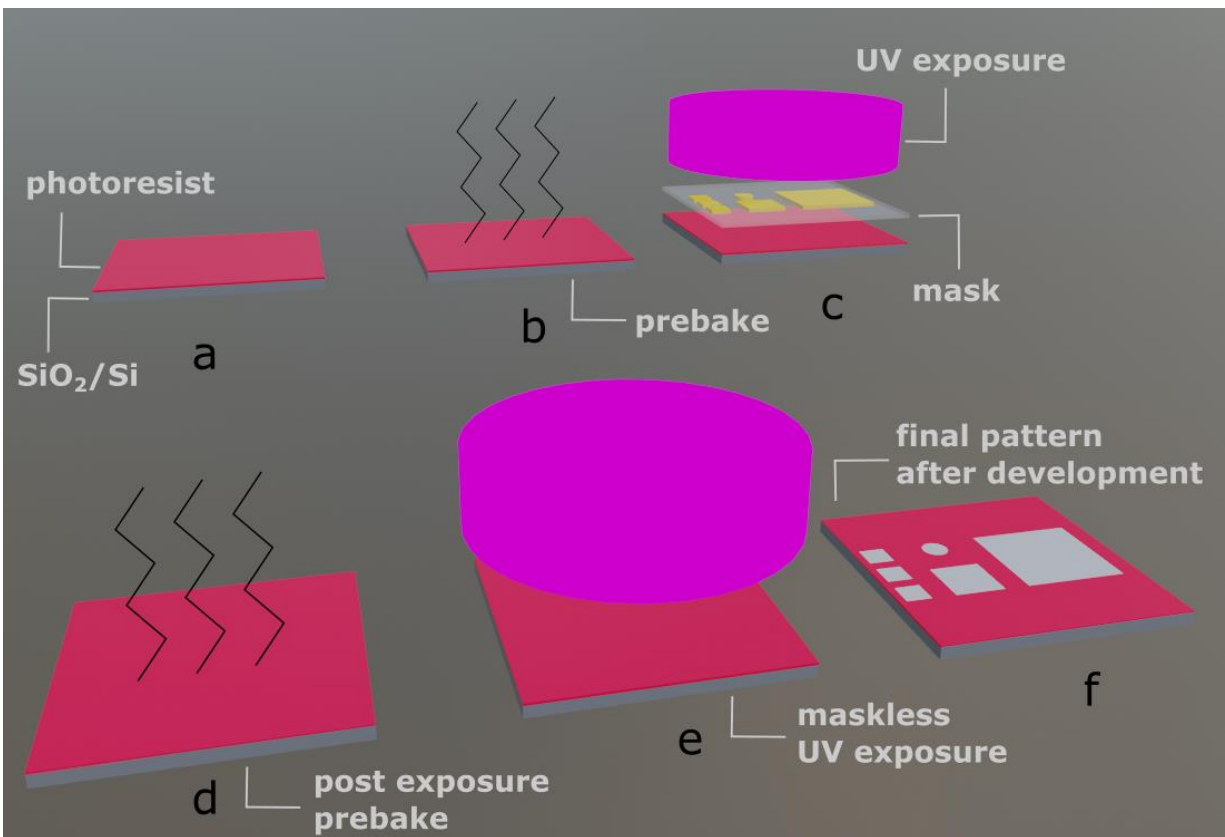 photoresist
SiO₂/Si
a
prebake
b
UV exposure
mask
c
post exposure
prebake
d
maskless
UV exposure
e
final pattern
after development
f